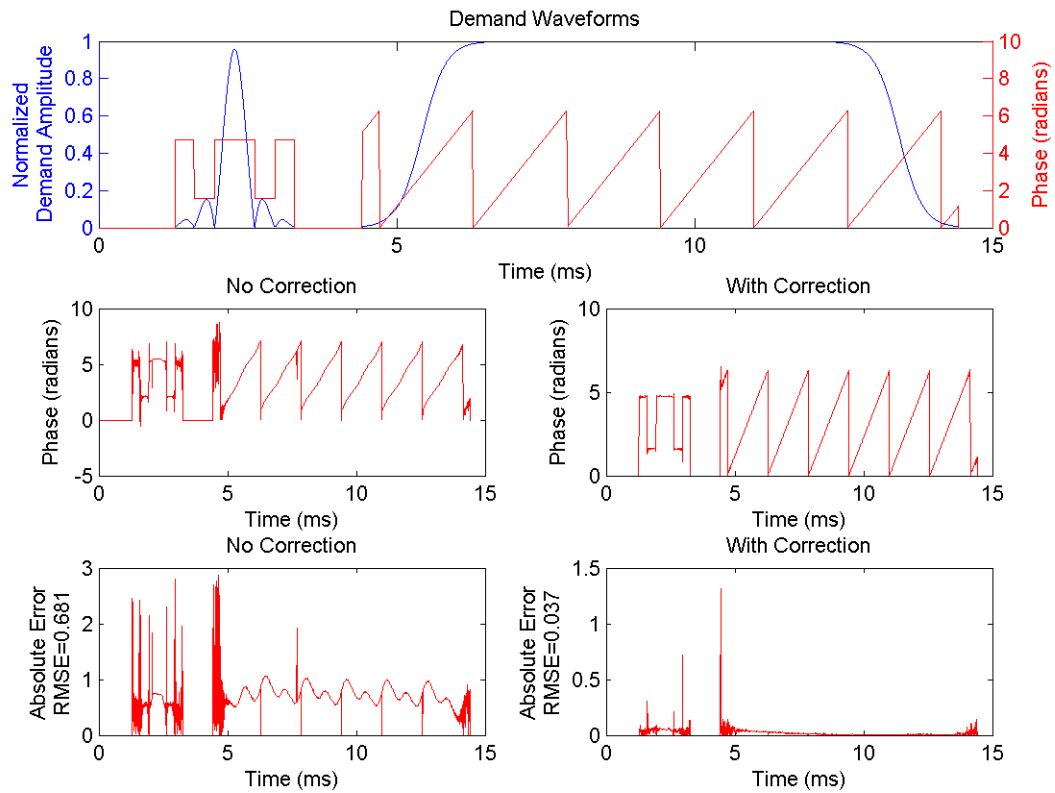 Demand Waveforms
Normalized
Demand Amplitude
1
0.8
0.6
0.4
0.2
0
10
8
6
4
2
0
Phase (radians)
0
5
10
15
Time (ms)
No Correction
Phase (radians)
10
5
0
-5
0
5
10
15
Time (ms)
With Correction
Phase (radians)
10
5
0
0
5
10
15
Time (ms)
No Correction
Absolute Error
RMSE=0.681
3
2
1
0
0
5
10
15
Time (ms)
With Correction
Absolute Error
RMSE=0.037
1.5
1
0.5
0
0
5
10
15
Time (ms)